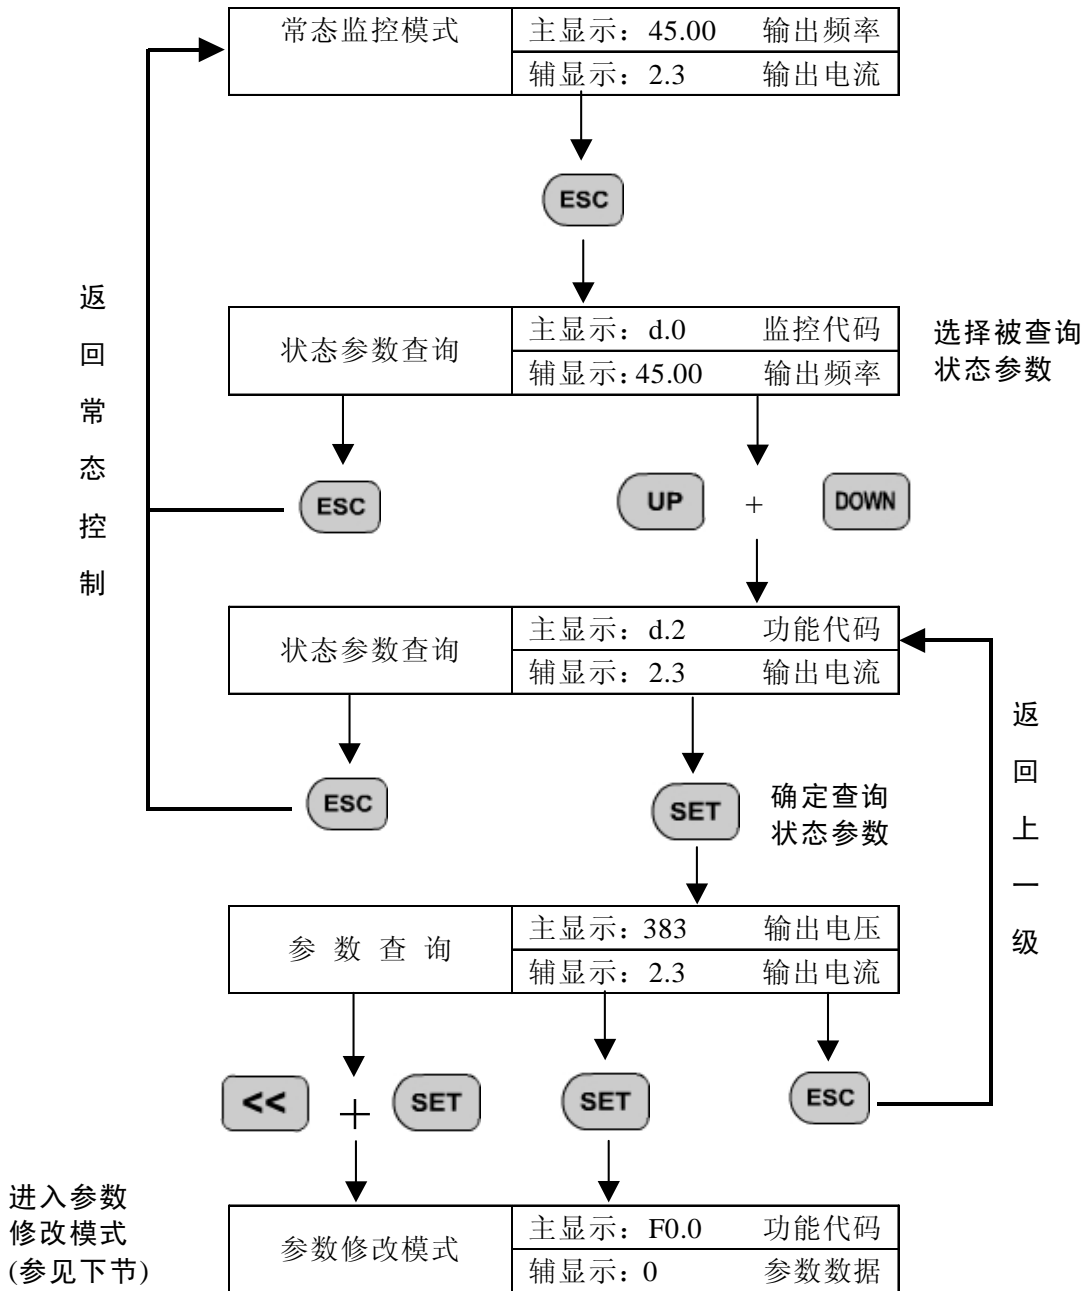 常态监控模式
主显示：45.00 输出频率
辅显示：2.3 输出电流
ESC
状态参数查询
主显示：d.0 监控代码
辅显示：45.00 输出频率
选择被查询
状态参数
返回常态控制
ESC
UP + DOWN
状态参数查询
主显示：d.2 功能代码
辅显示：2.3 输出电流
ESC
SET
确定查询
状态参数
返回上一级
参 数 查 询
主显示：383 输出电压
辅显示：2.3 输出电流
<< + SET
SET
ESC
进入参数
修改模式
(参见下节)
参数修改模式
主显示：F0.0 功能代码
辅显示：0 参数数据